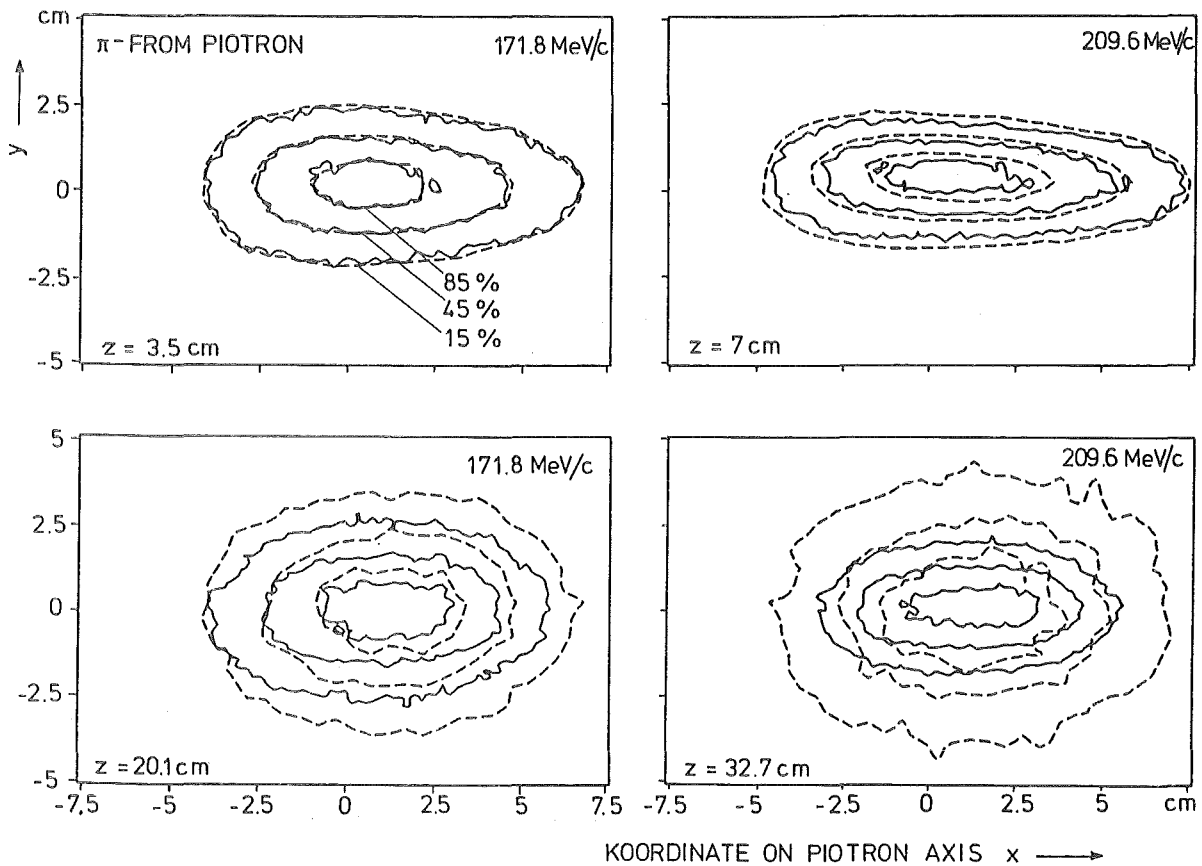 cm
π- FROM PIOTRON 171.8 MeV/c
209.6 MeV/c
2.5
y
0
-2.5
-5
85 %
45 %
15 %
z = 3.5 cm
z = 7 cm
5
171.8 MeV/c
209.6 MeV/c
2.5
0
-2.5
-5
z = 20.1 cm
z = 32.7 cm
-7.5 -5 -2.5 0 2.5 5 7.5
-7.5 -5 -2.5 0 2.5 5 cm
KOORDINATE ON PIOTRON AXIS x